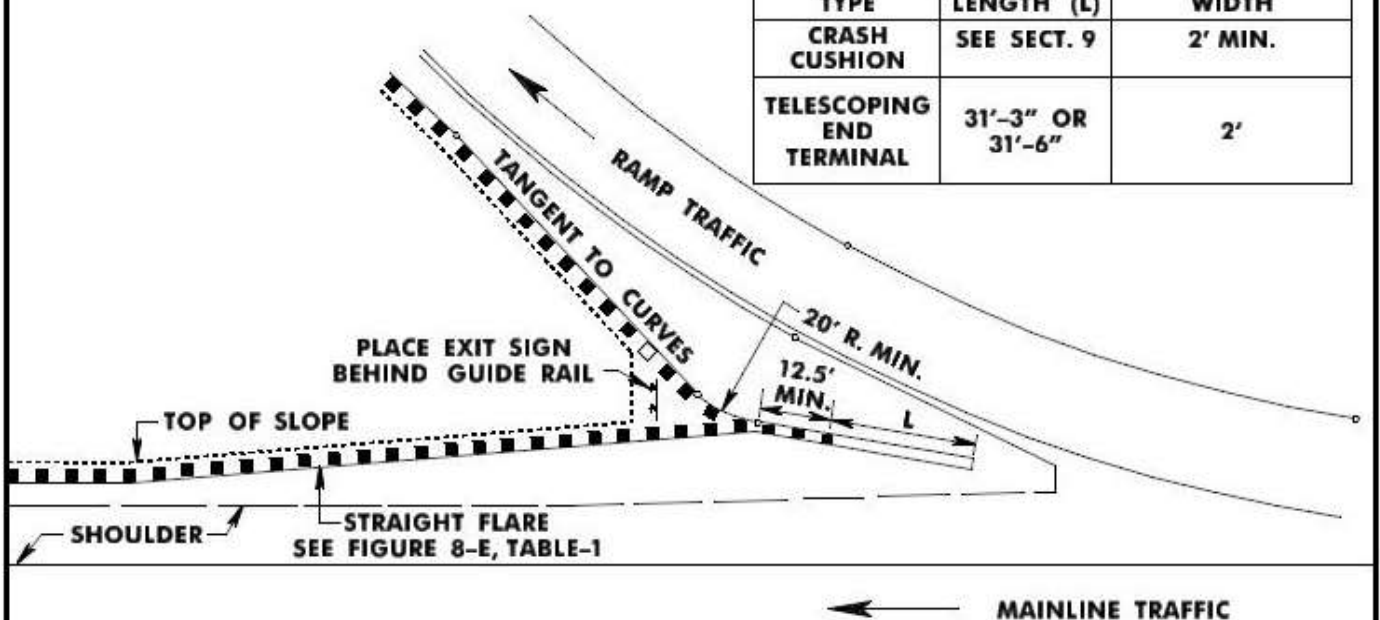 TYPE LENGTH (L) WIDTH
CRASH CUSHION SEE SECT. 9 2' MIN.
TELESCOPING END TERMINAL 31'–3" OR 31'–6" 2'
RAMP TRAFFIC
TANGENT TO CURVES
20' R. MIN.
12.5' MIN.
L
PLACE EXIT SIGN
BEHIND GUIDE RAIL
TOP OF SLOPE
SHOULDER
STRAIGHT FLARE
SEE FIGURE 8–E, TABLE–1
MAINLINE TRAFFIC